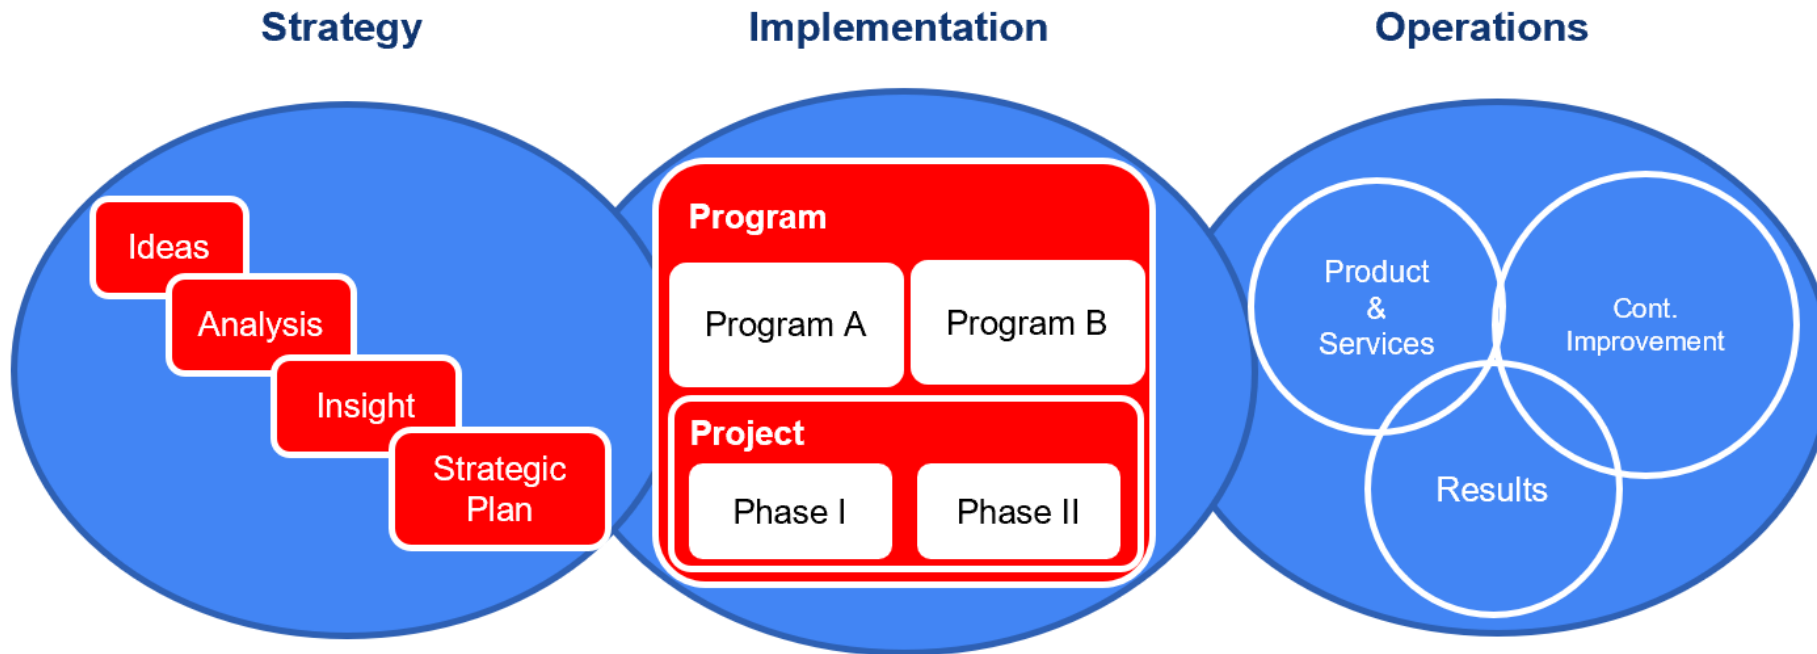 Strategy
Implementation
Operations
Ideas
Analysis
Insight
Strategic
Plan
Program
Program A
Program B
Project
Phase I
Phase II
Product
&
Services
Cont.
Improvement
Results